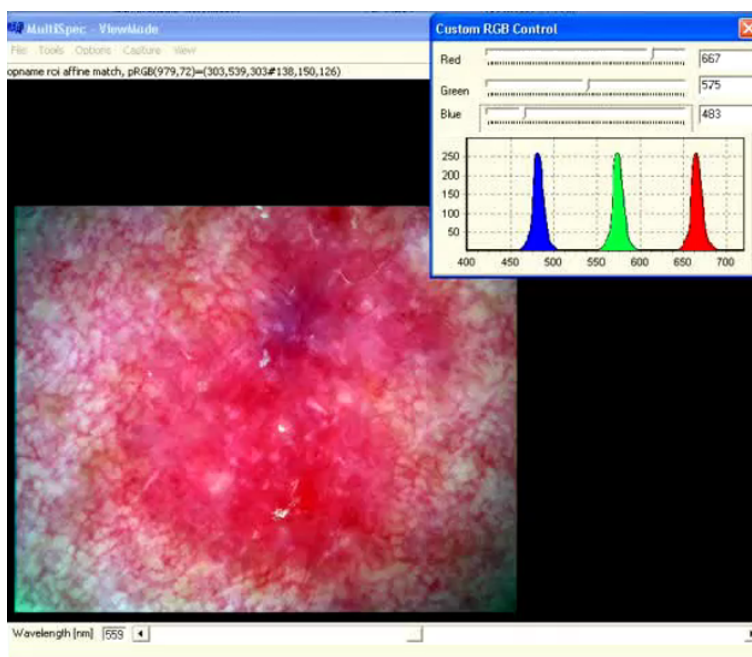 MultiSpec - ViewMode
File Tools Options Capture View
opname roi affine match, pRGB(979,72)=(303,539,303#138,150,126)
Custom RGB Control
Red 667
Green 575
Blue 483
250
200
150
100
50
400 450 500 550 600 650 700
Wavelength [nm] 559